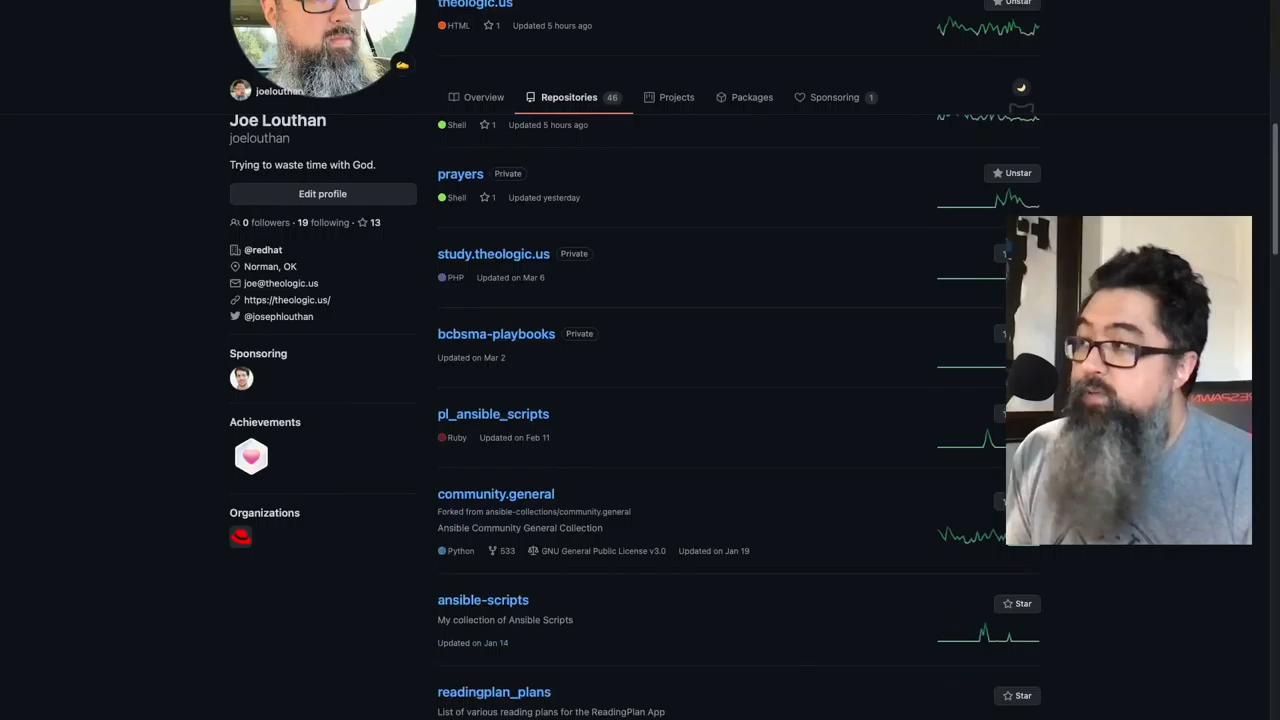 theologic.us
Unstar
HTML 1 Updated 5 hours ago
joelouthan
Overview Repositories 46 Projects Packages Sponsoring 1
Joe Louthan
joelouthan
Trying to waste time with God.
Edit profile
0 followers · 19 following · 13
@redhat
Norman, OK
joe@theologic.us
https://theologic.us/
@josephlouthan
Sponsoring
Achievements
Organizations
Shell 1 Updated 5 hours ago
prayers Private
Unstar
Shell 1 Updated yesterday
study.theologic.us Private
PHP Updated on Mar 6
bcbsma-playbooks Private
Updated on Mar 2
pl_ansible_scripts
Ruby Updated on Feb 11
community.general
Forked from ansible-collections/community.general
Ansible Community General Collection
Python 533 GNU General Public License v3.0 Updated on Jan 19
ansible-scripts
Star
My collection of Ansible Scripts
Updated on Jan 14
readingplan_plans
Star
List of various reading plans for the ReadingPlan App